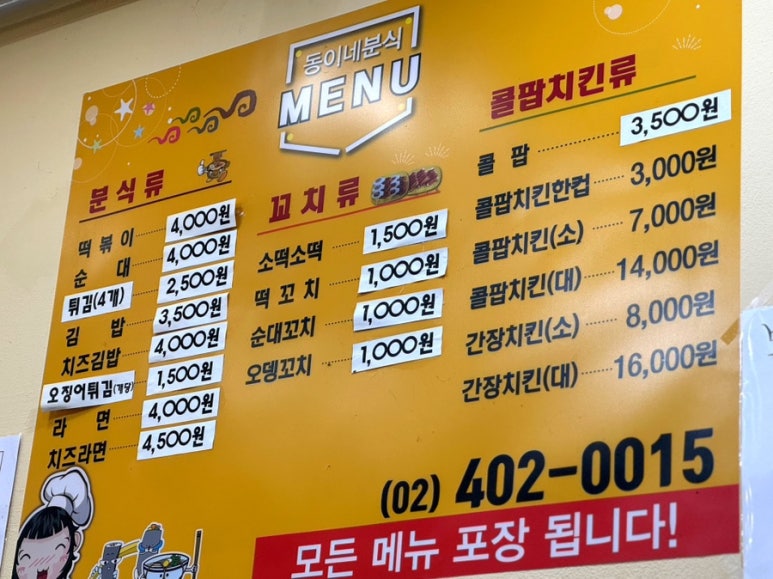 동이네분식
MENU
분식류
떡볶이 4,000원
순대 4,000원
튀김(4개) 2,500원
김밥 3,500원
치즈김밥 4,000원
오징어튀김(개당) 1,500원
라면 4,000원
치즈라면 4,500원
꼬치류
소떡소떡 1,500원
떡꼬치 1,000원
순대꼬치 1,000원
오뎅꼬치 1,000원
콜팝치킨류
콜팝 3,500원
콜팝치킨한컵 3,000원
콜팝치킨(소) 7,000원
콜팝치킨(대) 14,000원
간장치킨(소) 8,000원
간장치킨(대) 16,000원
(02) 402-0015
모든 메뉴 포장 됩니다!